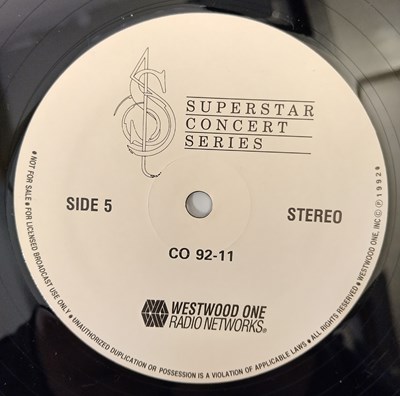 SUPERSTAR
CONCERT
SERIES
SIDE 5
STEREO
CO 92-11
WESTWOOD ONE
RADIO NETWORKS®
• NOT FOR SALE • FOR LICENSED BROADCAST USE ONLY • UNAUTHORIZED DUPLICATION OR POSSESSION IS A VIOLATION OF APPLICABLE LAWS • ALL RIGHTS RESERVED • WESTWOOD ONE, INC © ℗ 1992 •